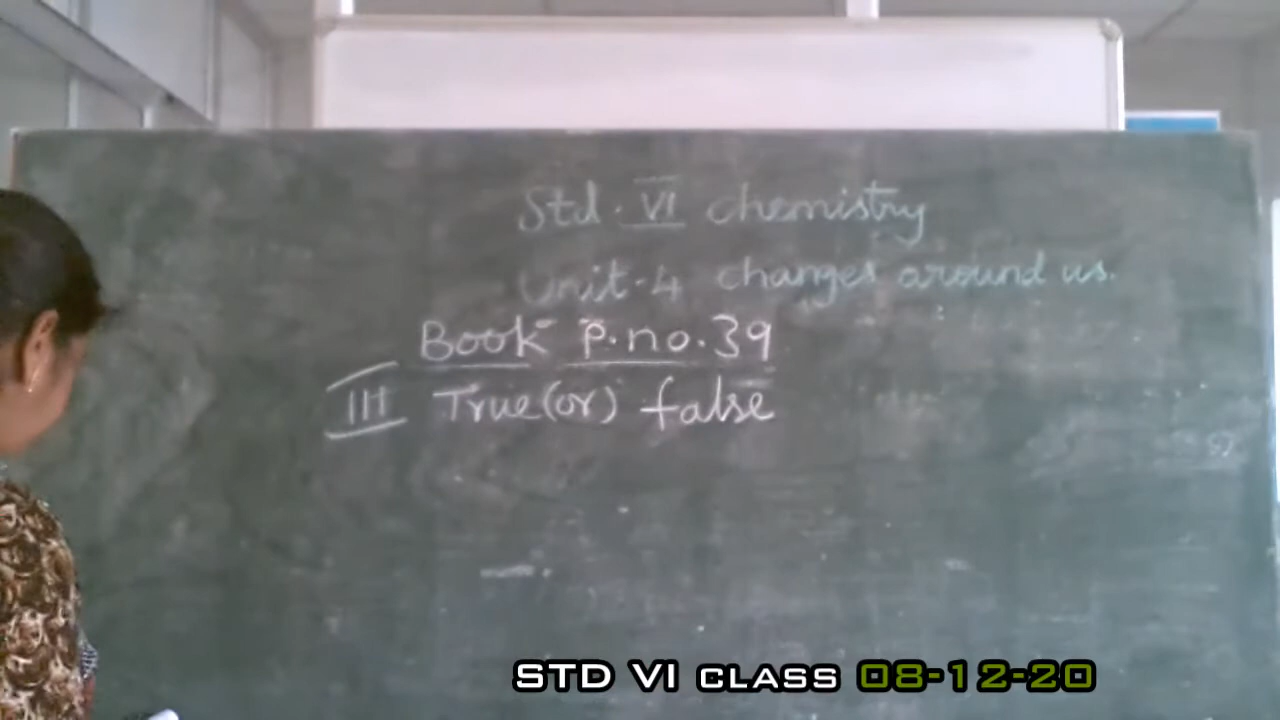 Std. VI chemistry
Unit-4 changes around us.
Book P.no.39
III True (or) false
STD VI CLASS 08-12-20